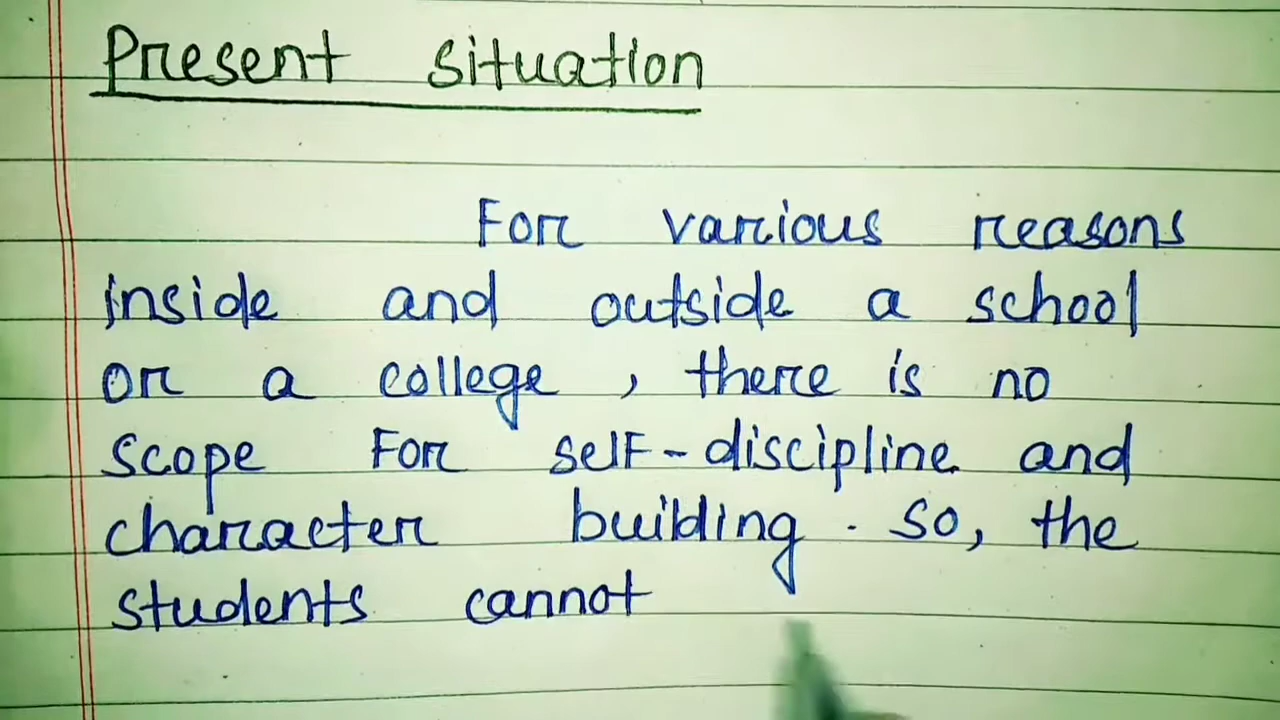 Present situation
For various reasons
inside and outside a school
or a college , there is no
scope for self-discipline and
character building . so, the
students cannot